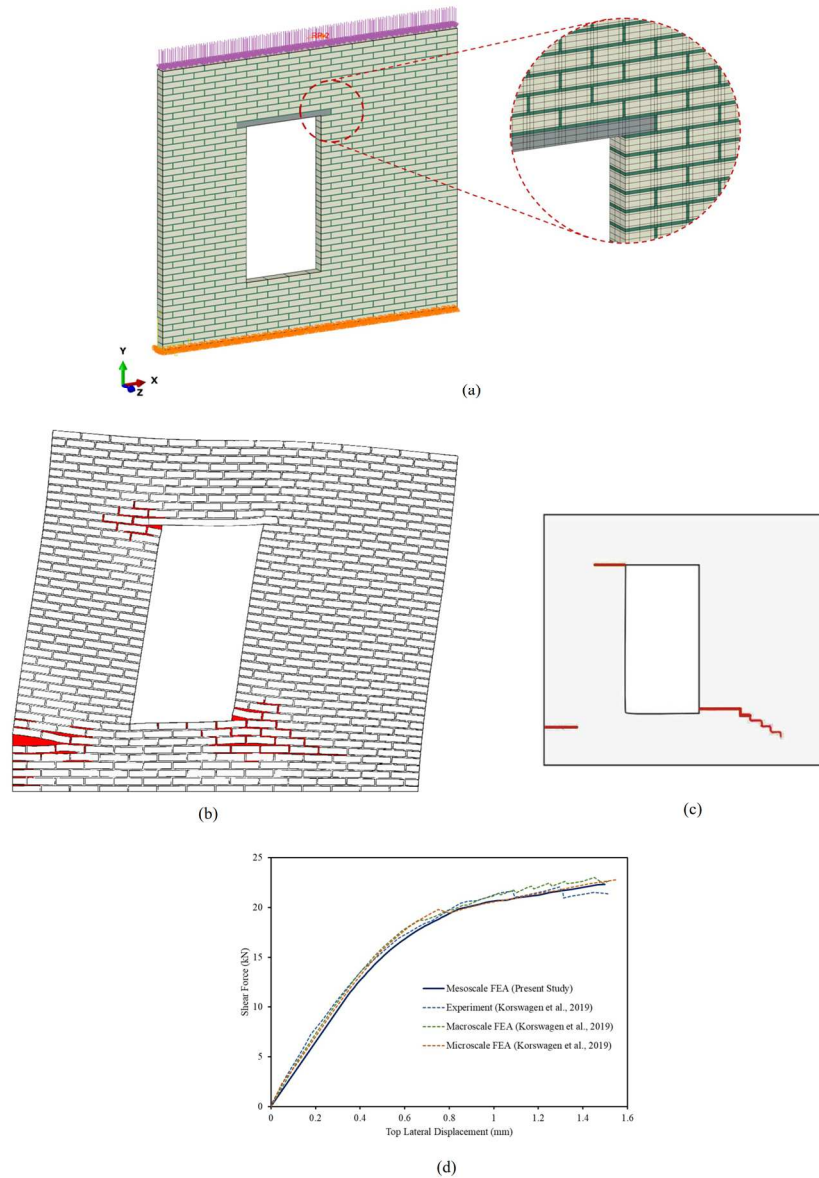 Y
X
Z
(a)
(b)
(c)
25
20
15
10
5
0
Shear Force (kN)
Mesoscale FEA (Present Study)
Experiment (Korswagen et al., 2019)
Macroscale FEA (Korswagen et al., 2019)
Microscale FEA (Korswagen et al., 2019)
0 0.2 0.4 0.6 0.8 1 1.2 1.4 1.6
Top Lateral Displacement (mm)
(d)